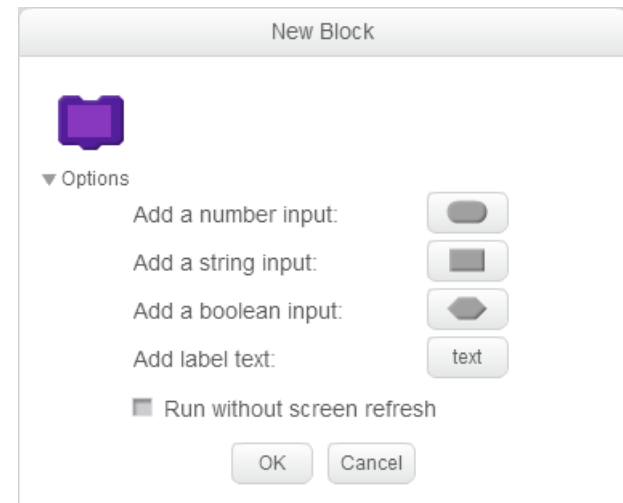 New Block
Options
Add a number input:
Add a string input:
Add a boolean input:
Add label text: text
Run without screen refresh
OK Cancel